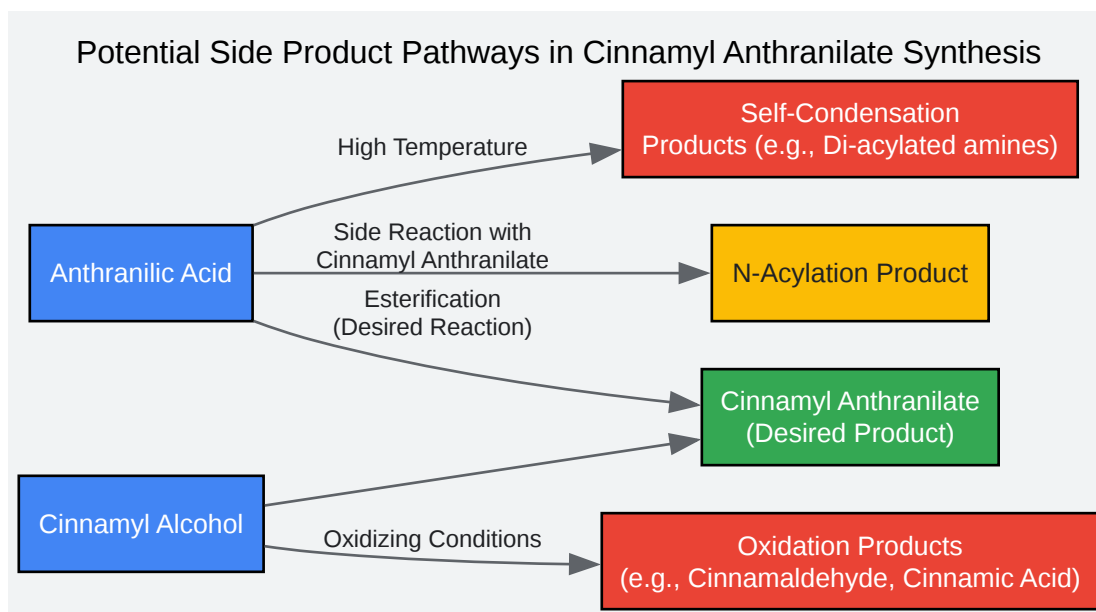 Potential Side Product Pathways in Cinnamyl Anthranilate Synthesis
Self-Condensation
Products (e.g., Di-acylated amines)
High Temperature
Anthranilic Acid
Side Reaction with
Cinnamyl Anthranilate
N-Acylation Product
Esterification
(Desired Reaction)
Cinnamyl Anthranilate
(Desired Product)
Cinnamyl Alcohol
Oxidizing Conditions
Oxidation Products
(e.g., Cinnamaldehyde, Cinnamic Acid)